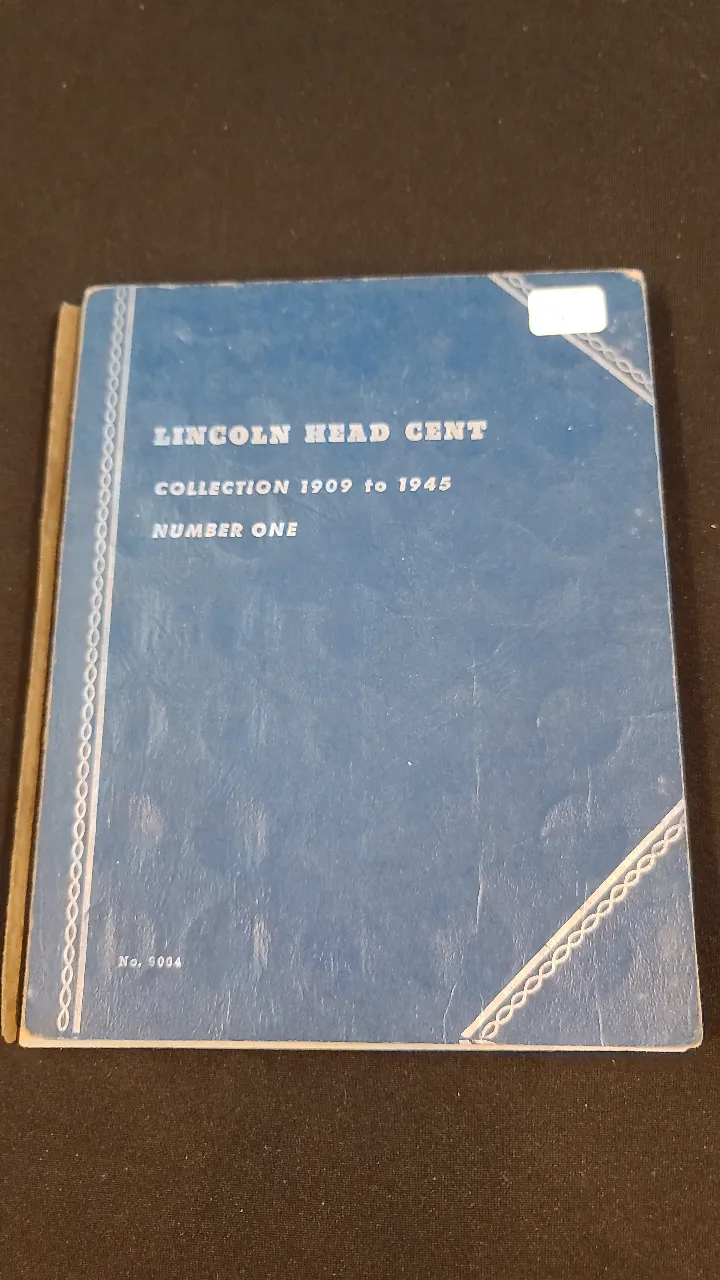 LINCOLN HEAD CENT
COLLECTION 1909 to 1945
NUMBER ONE
No. 9004